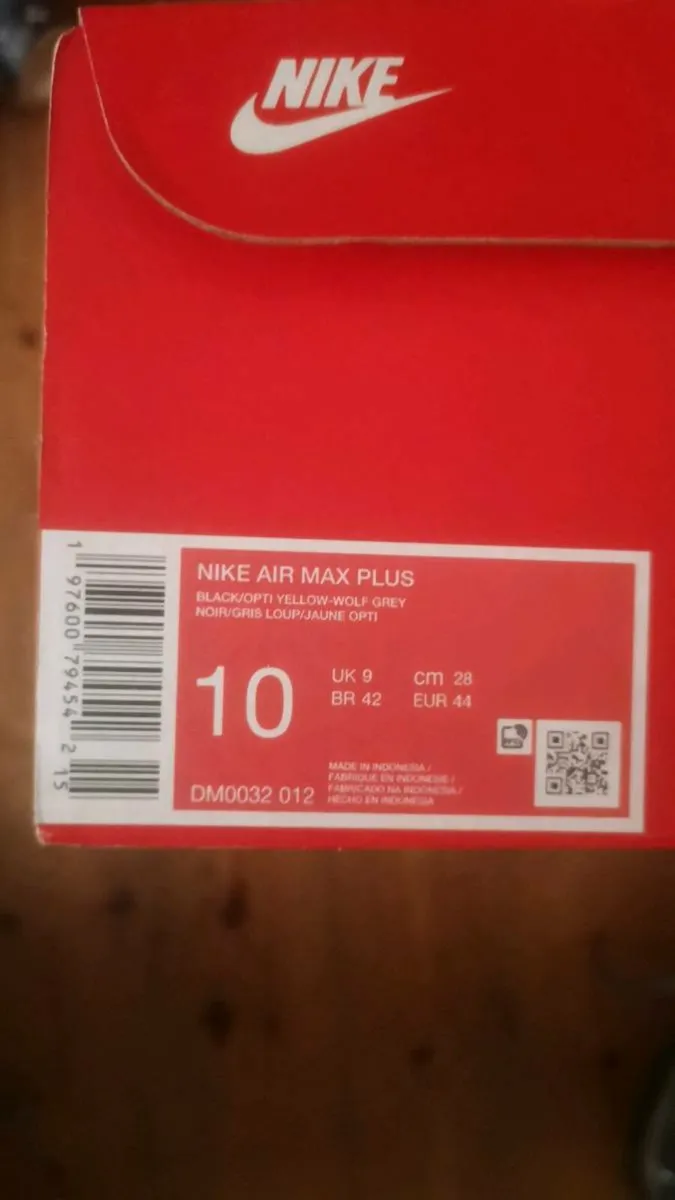 NIKE
NIKE AIR MAX PLUS
BLACK/OPTI YELLOW-WOLF GREY
NOIR/GRIS LOUP/JAUNE OPTI
10
UK 9
cm 28
BR 42
EUR 44
DM0032 012
MADE IN INDONESIA /
FABRIQUE EN INDONESIE /
FABRICADO NA INDONESIA /
HECHO EN INDONESIA
1 97600 79454 2 15